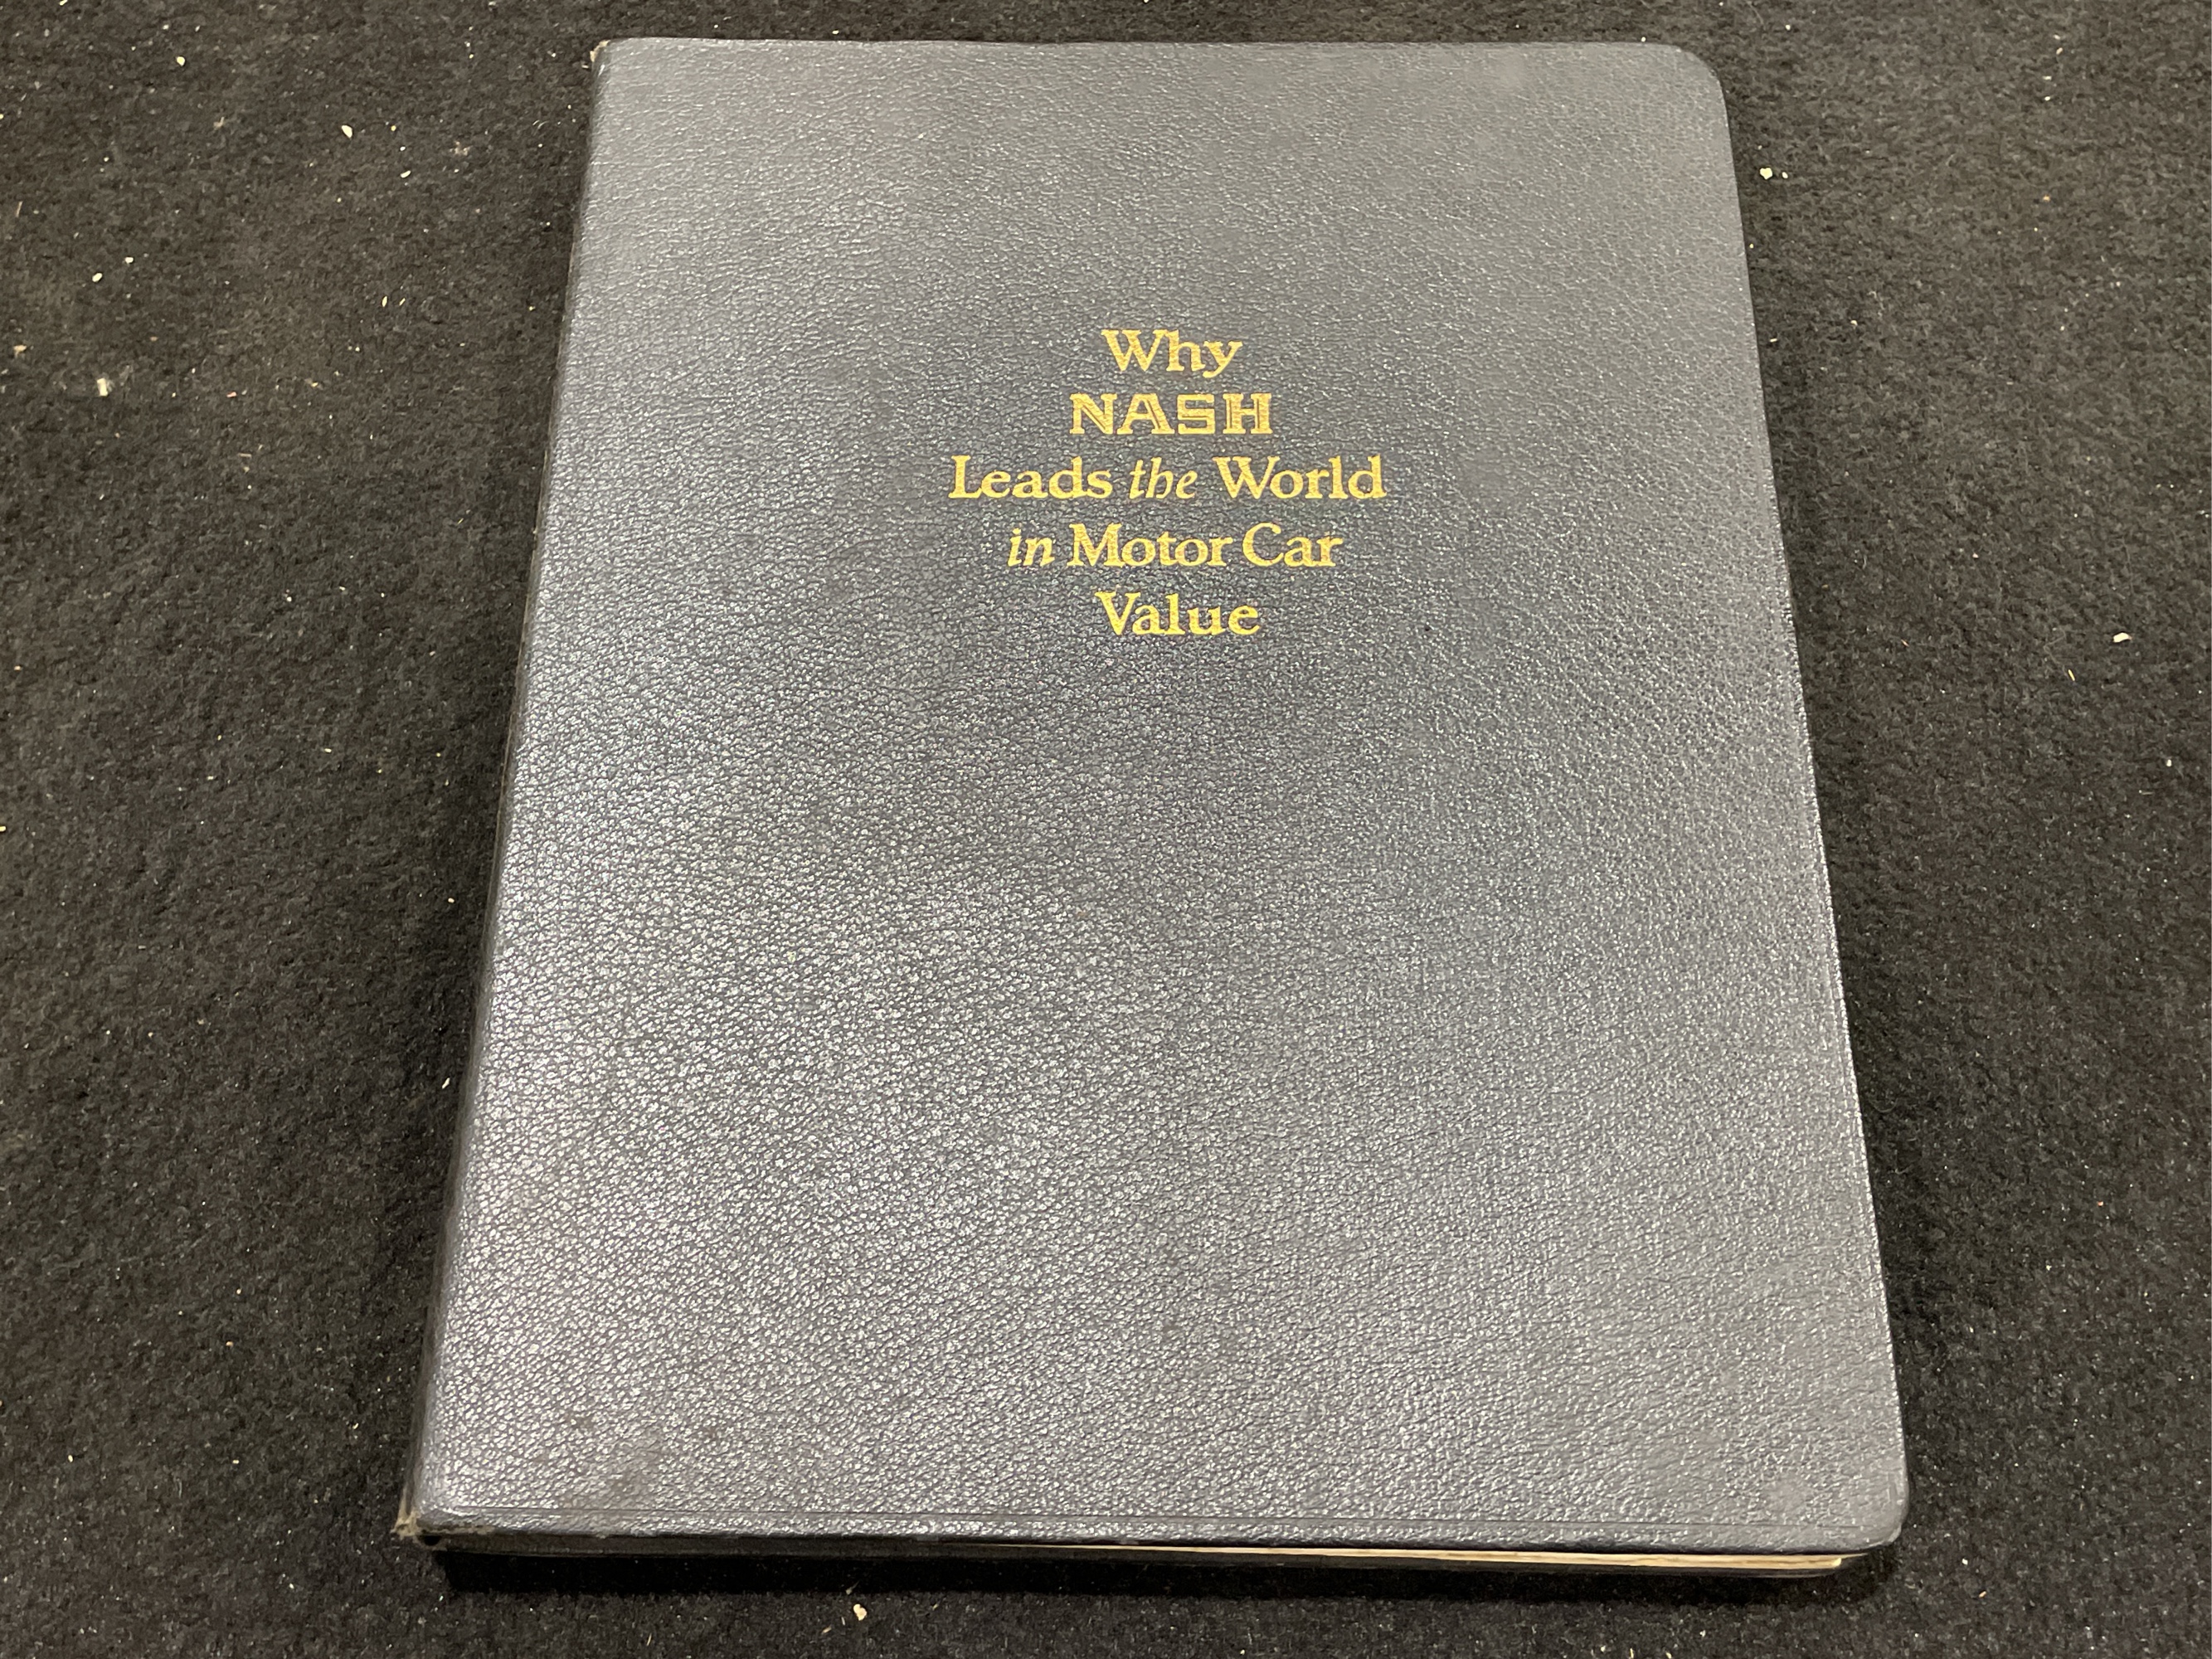 Why
NASH
Leads the World
in Motor Car
Value